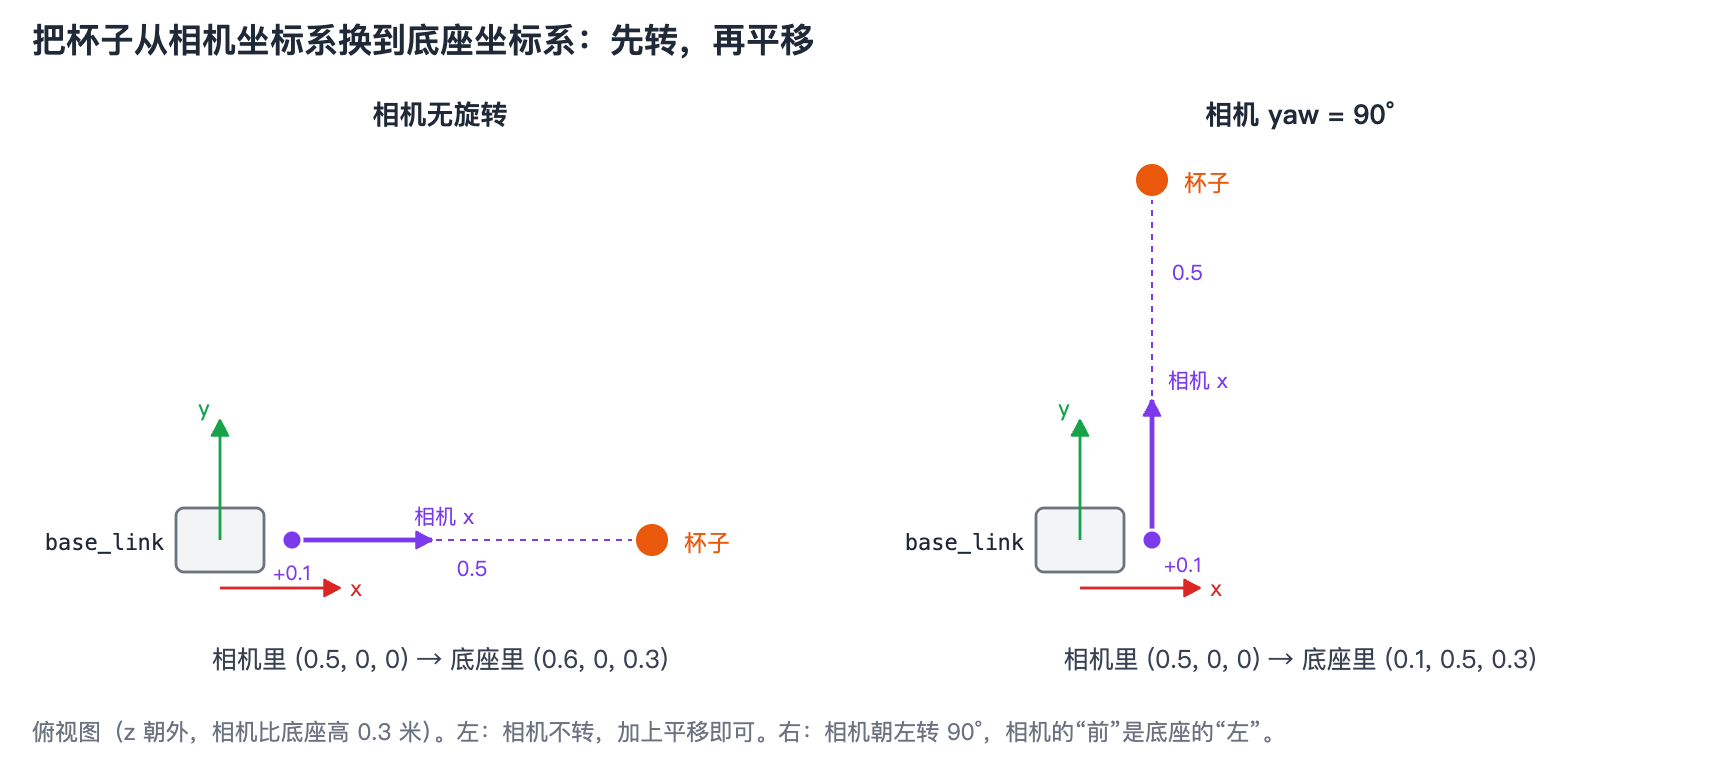 把杯子从相机坐标系换到底座坐标系：先转，再平移
相机无旋转
y
base_link
+0.1
相机 x
0.5
杯子
x
相机里 (0.5, 0, 0) → 底座里 (0.6, 0, 0.3)
相机 yaw = 90°
杯子
0.5
相机 x
y
base_link
+0.1
x
相机里 (0.5, 0, 0) → 底座里 (0.1, 0.5, 0.3)
俯视图（z 朝外，相机比底座高 0.3 米）。左：相机不转，加上平移即可。右：相机朝左转 90°，相机的“前”是底座的“左”。